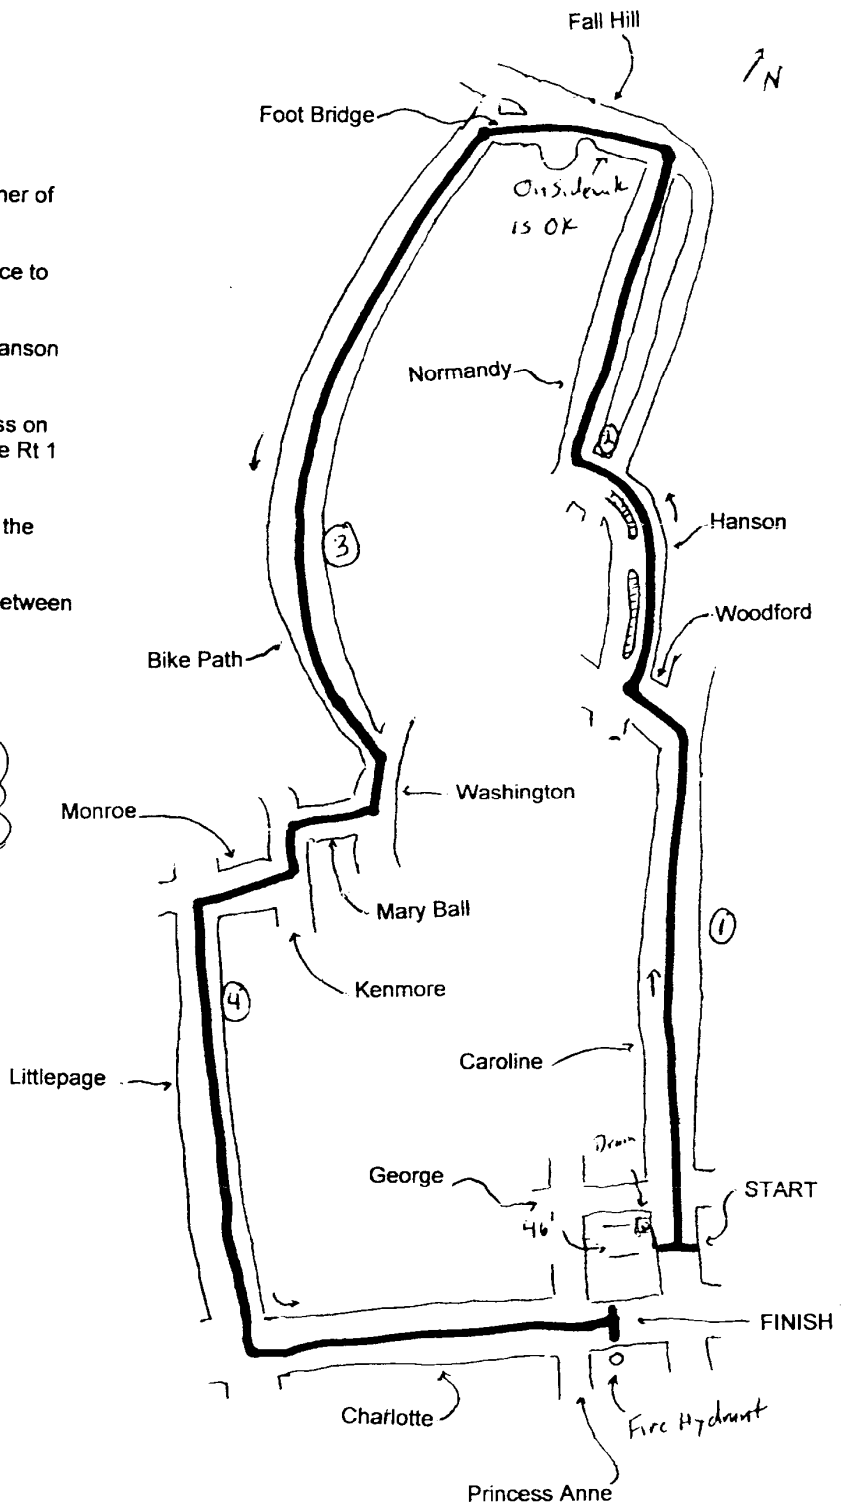 Fall Hill
N
Foot Bridge
On Sidewalk
is OK
ner of
ce to
anson
ss on
e Rt 1
the
etween
Normandy
2
Hanson
3
Woodford
Bike Path
Washington
Monroe
Mary Ball
1
Kenmore
4
Caroline
Littlepage
Drain
George
START
46'
FINISH
Charlotte
Fire Hydrant
Princess Anne